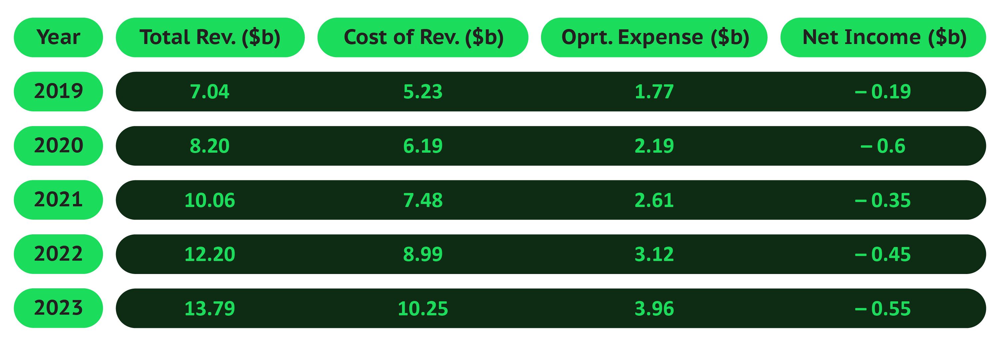 Year Total Rev. ($b) Cost of Rev. ($b) Oprt. Expense ($b) Net Income ($b)
2019 7.04 5.23 1.77 – 0.19
2020 8.20 6.19 2.19 – 0.6
2021 10.06 7.48 2.61 – 0.35
2022 12.20 8.99 3.12 – 0.45
2023 13.79 10.25 3.96 – 0.55